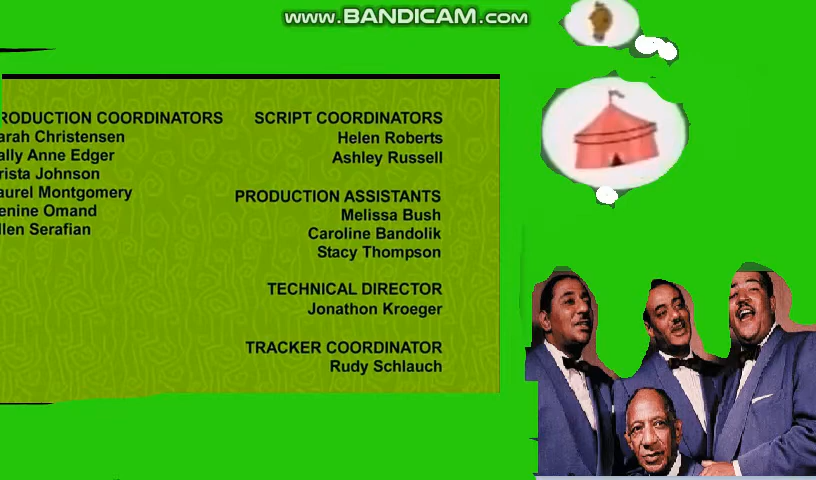 www.BANDICAM.com
RODUCTION COORDINATORS
arah Christensen
ally Anne Edger
rista Johnson
aurel Montgomery
enine Omand
llen Serafian
SCRIPT COORDINATORS
Helen Roberts
Ashley Russell
PRODUCTION ASSISTANTS
Melissa Bush
Caroline Bandolik
Stacy Thompson
TECHNICAL DIRECTOR
Jonathon Kroeger
TRACKER COORDINATOR
Rudy Schlauch